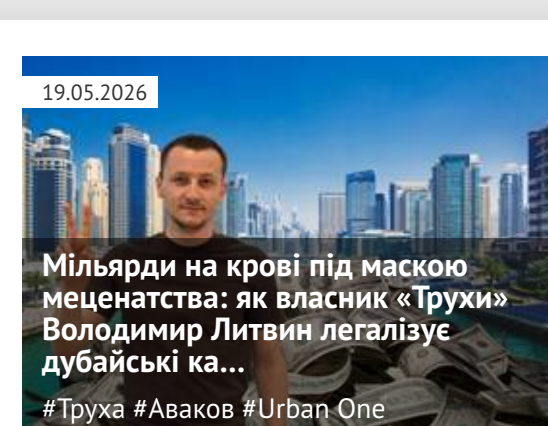 19.05.2026
Мільярди на крові під маскою
меценатства: як власник «Трухи»
Володимир Литвин легалізує
дубайські ка...
#Труха #Аваков #Urban One